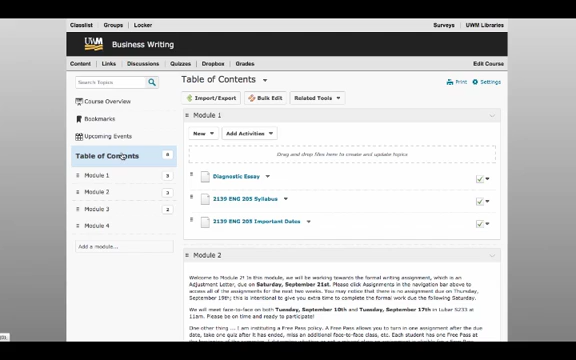 Classlist Groups Locker Surveys UWM Libraries
UWM Business Writing
Content Links Discussions Quizzes Dropbox Grades Edit Course
Search Topics
Table of Contents
Print Settings
Import/Export Bulk Edit Related Tools
Course Overview
Bookmarks
Upcoming Events
Table of Contents
Module 1
Module 2
Module 3
Module 4
Add a module...
Module 1
New Add Activities
Drag and drop files here to create and update topics
Diagnostic Essay
2139 ENG 205 Syllabus
2139 ENG 205 Important Dates
Module 2
Welcome to Module 2! In this module, we will be working towards the formal writing assignment, which is an
Adjustment Letter, due on Saturday, September 21st. Please click Assignments in the navigation bar above to
access all of the assignments for the next two weeks. You may notice that there is no assignment due on Thursday,
September 19th; this is intentional to give you extra time to complete the formal work due the following Saturday.
We will meet face-to-face on both Tuesday, September 10th and Tuesday, September 17th in Lubar S233 at
11am. Please be on time and ready to participate!
One other thing ... I am instituting a Free Pass policy. A Free Pass allows you to turn in one assignment after the due
date, take one quiz after it has ended, miss an additional face-to-face class, etc. Each student has one Free Pass at